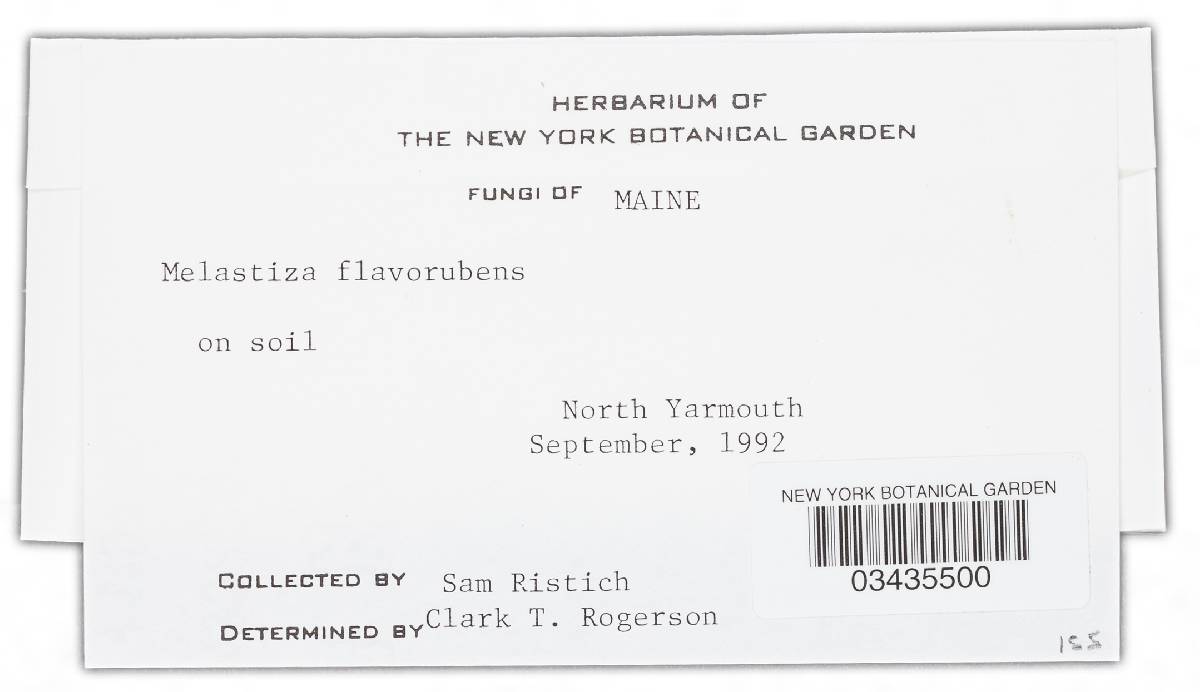 HERBARIUM OF
THE NEW YORK BOTANICAL GARDEN
FUNGI OF MAINE
Melastiza flavorubens
on soil
North Yarmouth
September, 1992
NEW YORK BOTANICAL GARDEN
03435500
COLLECTED BY Sam Ristich
DETERMINED BY Clark T. Rogerson